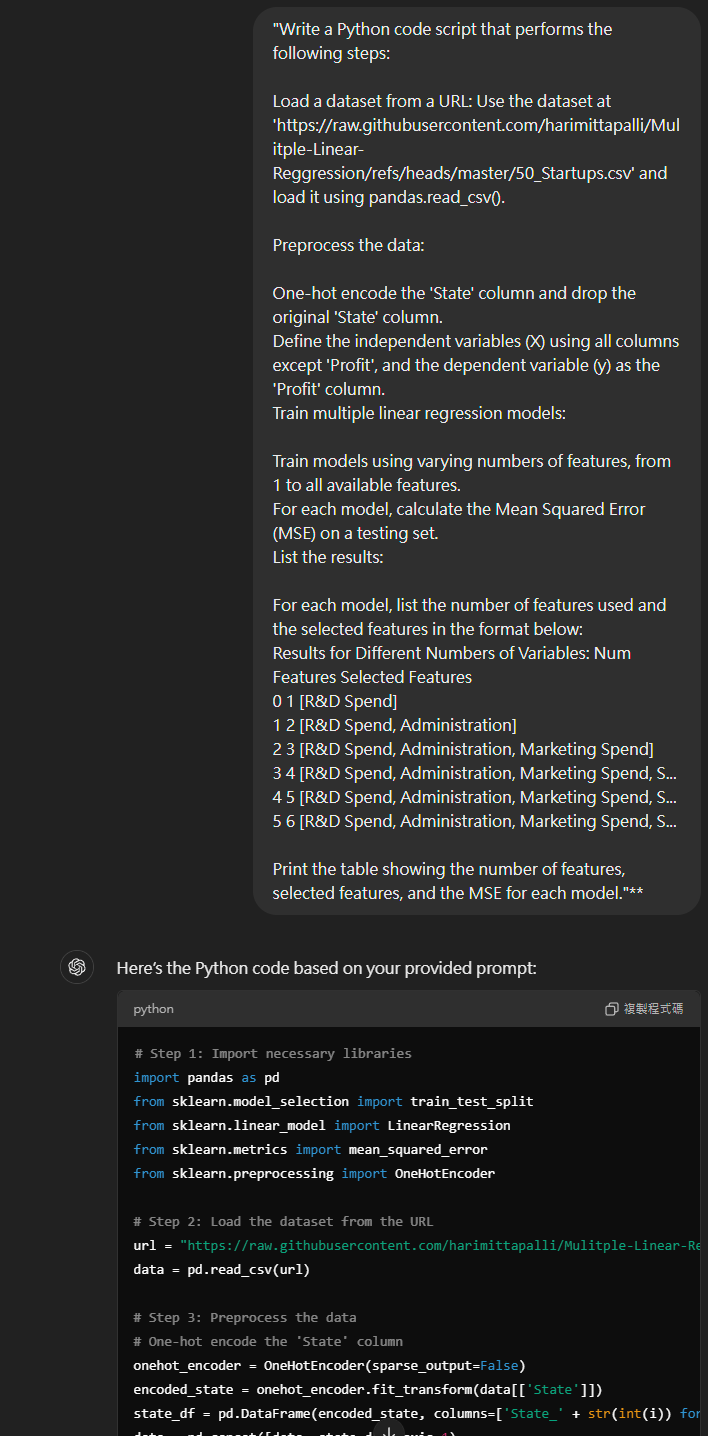 "Write a Python code script that performs the
following steps:
Load a dataset from a URL: Use the dataset at
'https://raw.githubusercontent.com/harimittapalli/Mul
itple-Linear-
Reggression/refs/heads/master/50_Startups.csv' and
load it using pandas.read_csv().
Preprocess the data:
One-hot encode the 'State' column and drop the
original 'State' column.
Define the independent variables (X) using all columns
except 'Profit', and the dependent variable (y) as the
'Profit' column.
Train multiple linear regression models:
Train models using varying numbers of features, from
1 to all available features.
For each model, calculate the Mean Squared Error
(MSE) on a testing set.
List the results:
For each model, list the number of features used and
the selected features in the format below:
Results for Different Numbers of Variables: Num
Features Selected Features
0 1 [R&D Spend]
1 2 [R&D Spend, Administration]
2 3 [R&D Spend, Administration, Marketing Spend]
3 4 [R&D Spend, Administration, Marketing Spend, S...
4 5 [R&D Spend, Administration, Marketing Spend, S...
5 6 [R&D Spend, Administration, Marketing Spend, S...
Print the table showing the number of features,
selected features, and the MSE for each model."**
Here's the Python code based on your provided prompt:
python 複製程式碼
# Step 1: Import necessary libraries
import pandas as pd
from sklearn.model_selection import train_test_split
from sklearn.linear_model import LinearRegression
from sklearn.metrics import mean_squared_error
from sklearn.preprocessing import OneHotEncoder
# Step 2: Load the dataset from the URL
url = "https://raw.githubusercontent.com/harimittapalli/Mulitple-Linear-Re
data = pd.read_csv(url)
# Step 3: Preprocess the data
# One-hot encode the 'State' column
onehot_encoder = OneHotEncoder(sparse_output=False)
encoded_state = onehot_encoder.fit_transform(data[['State']])
state_df = pd.DataFrame(encoded_state, columns=['State_' + str(int(i)) for